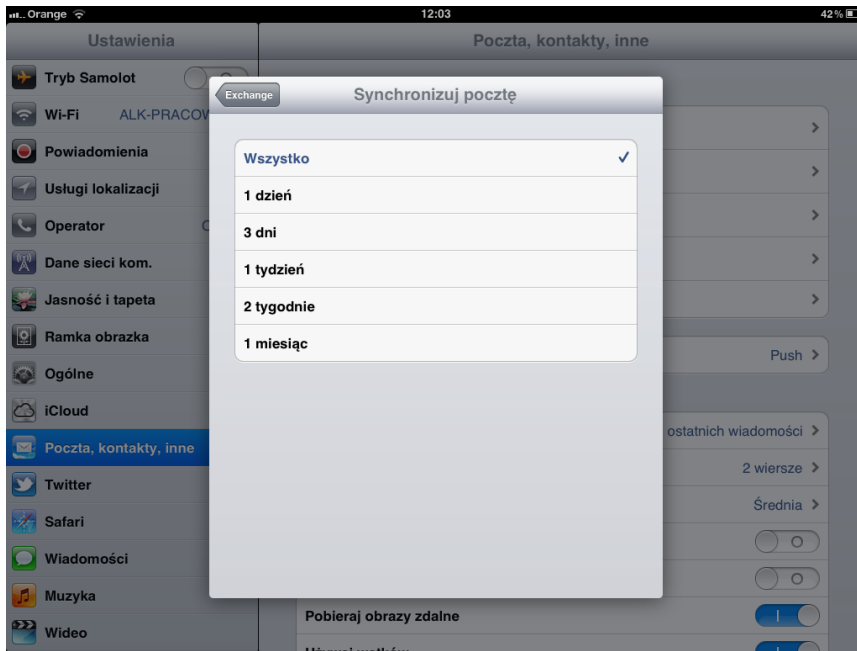 Orange
12:03
42%
Ustawienia
Poczta, kontakty, inne
Tryb Samolot
Wi-Fi
Powiadomienia
Usługi lokalizacji
Operator
Dane sieci kom.
Jasność i tapeta
Ramka obrazka
Ogólne
iCloud
Poczta, kontakty, inne
Twitter
Safari
Wiadomości
Muzyka
Wideo
Exchange
Synchronizuj pocztę
Wszystko
1 dzień
3 dni
1 tydzień
2 tygodnie
1 miesiąc
Push
ostatnich wiadomości
2 wiersze
Średnia
Pobieraj obrazy zdalne